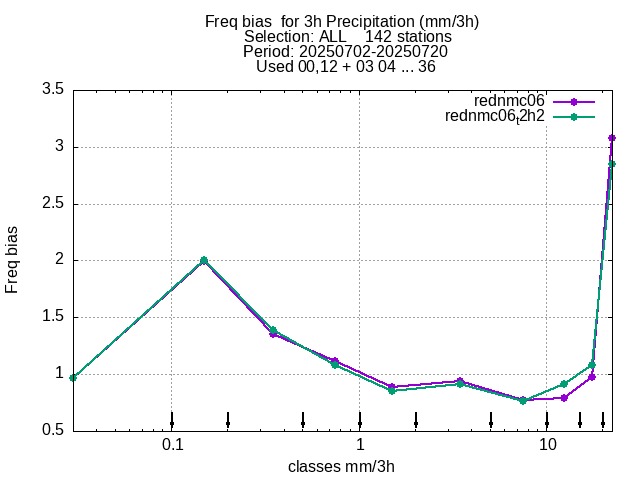 Freq bias  for 3h Precipitation (mm/3h)
Selection: ALL    142 stations
Period: 20250702-20250720
Used 00,12 + 03 04 ... 36
rednmc06
rednmc06t2h2
3.5
3
2.5
2
1.5
1
0.5
Freq bias
0.1
1
10
classes mm/3h